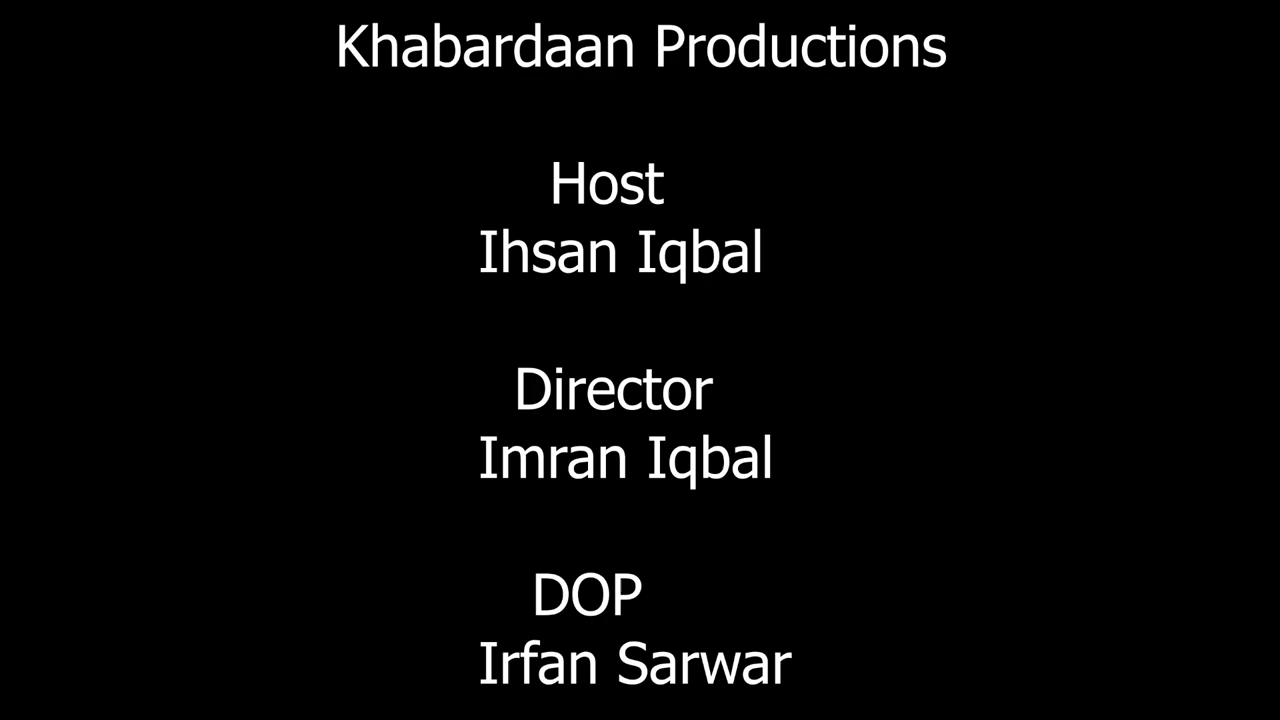 Khabardaan Productions
Host
Ihsan Iqbal
Director
Imran Iqbal
DOP
Irfan Sarwar